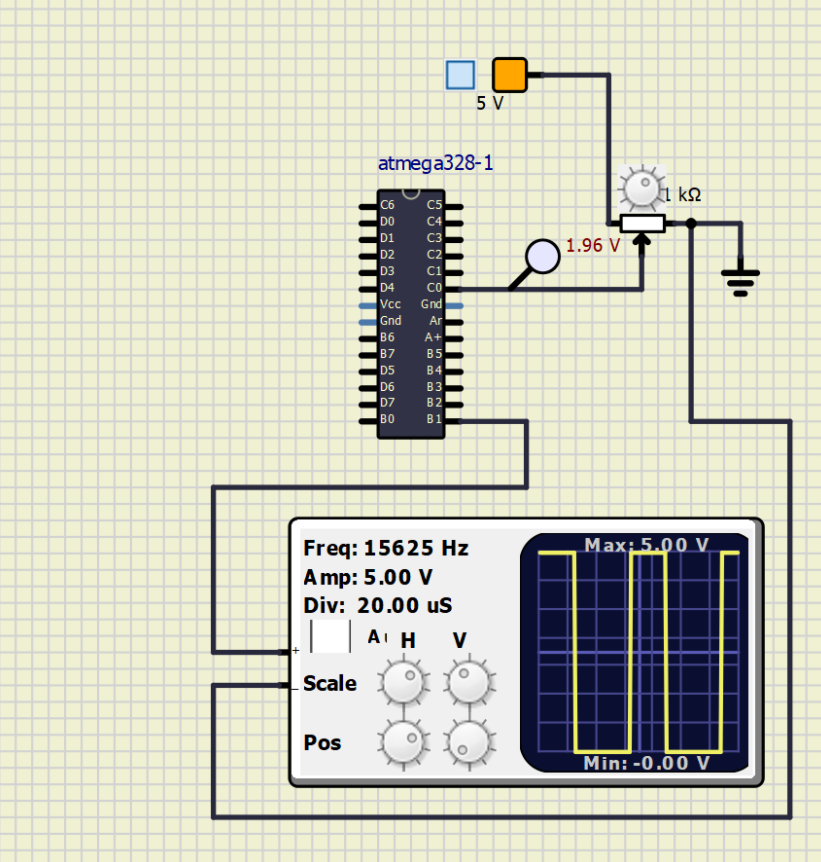 5 V
atmega328-1
1 kΩ
1.96 V
C6 C5
D0 C4
D1 C3
D2 C2
D3 C1
D4 C0
Vcc Gnd
Gnd Ar
B6 A+
B7 B5
D5 B4
D6 B3
D7 B2
B0 B1
Freq: 15625 Hz
Amp: 5.00 V
Div: 20.00 uS
H V
+
-
Scale
Pos
Max: 5.00 V
Min: -0.00 V